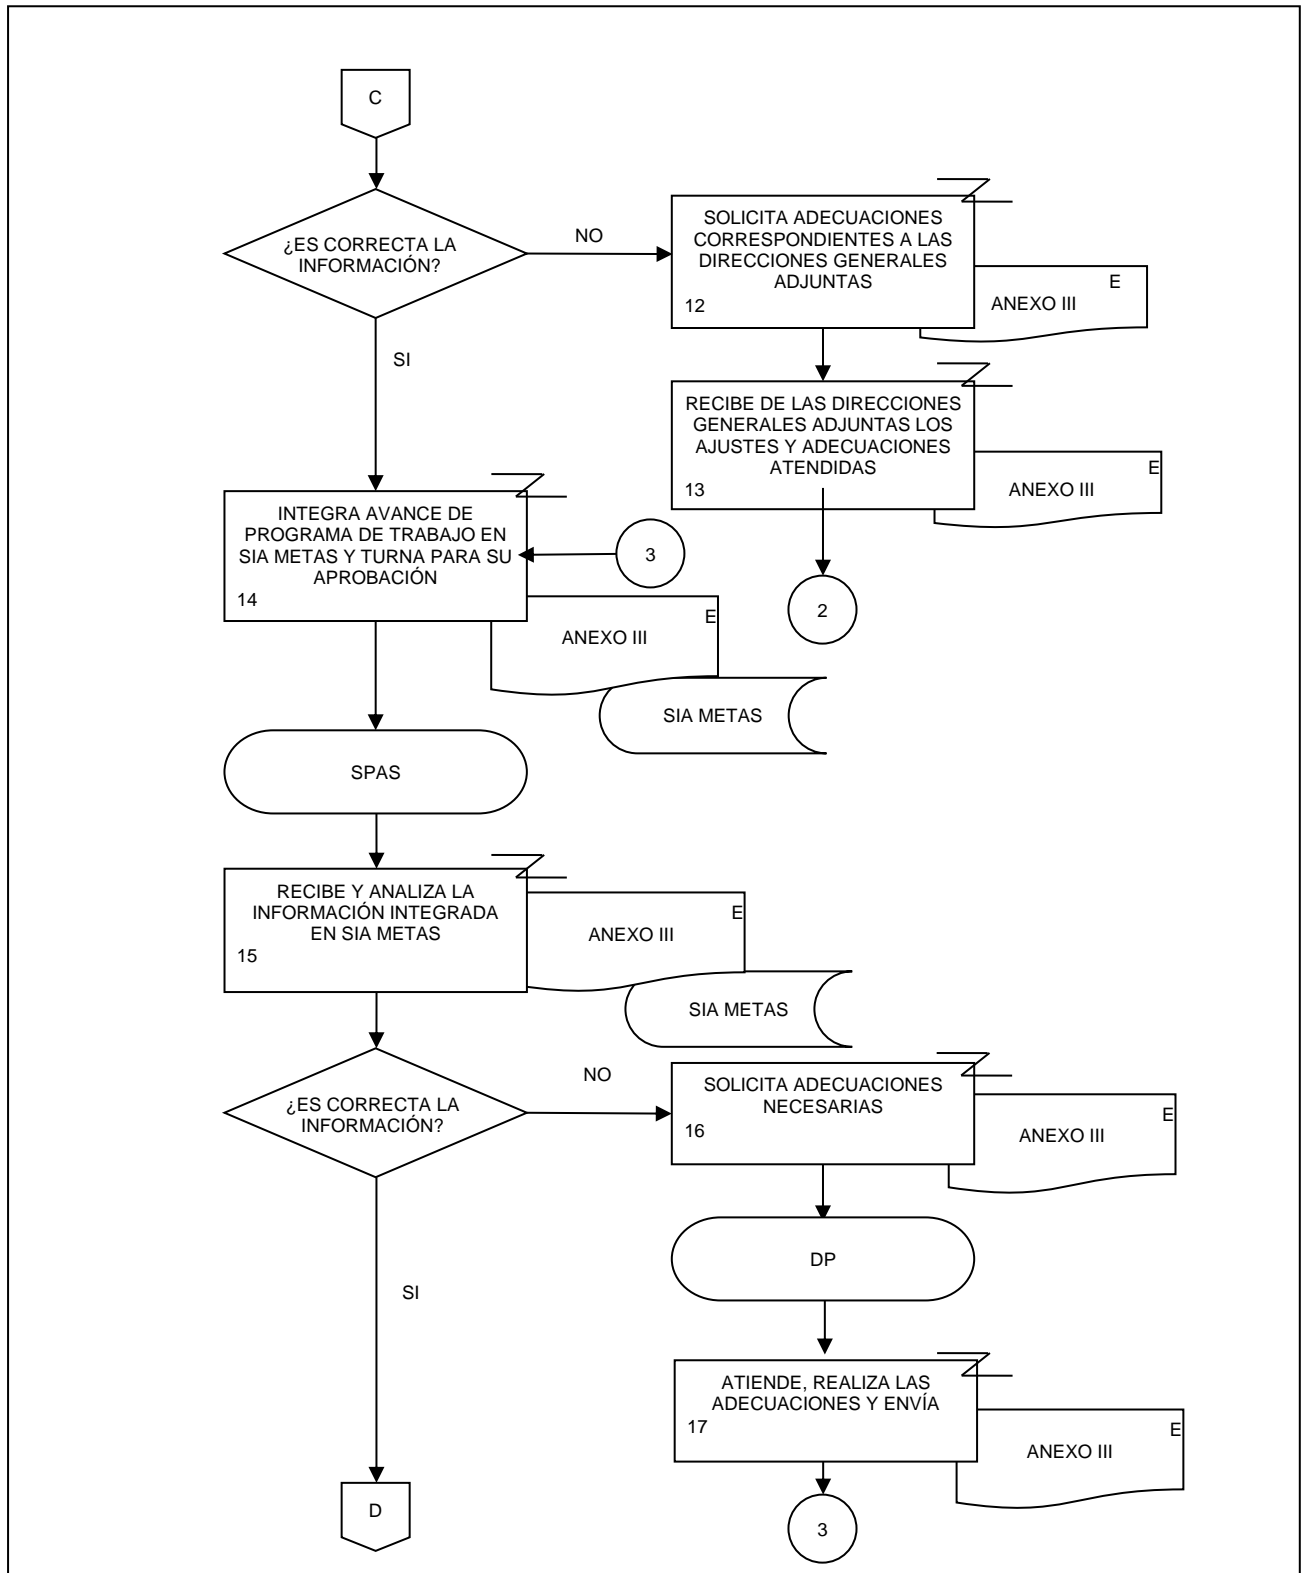 C
¿ES CORRECTA LA
INFORMACIÓN?
NO
SOLICITA ADECUACIONES
CORRESPONDIENTES A LAS
DIRECCIONES GENERALES
ADJUNTAS
12
E
ANEXO III
SI
RECIBE DE LAS DIRECCIONES
GENERALES ADJUNTAS LOS
AJUSTES Y ADECUACIONES
ATENDIDAS
13
E
ANEXO III
2
INTEGRA AVANCE DE
PROGRAMA DE TRABAJO EN
SIA METAS Y TURNA PARA SU
APROBACIÓN
14
3
E
ANEXO III
SIA METAS
SPAS
RECIBE Y ANALIZA LA
INFORMACIÓN INTEGRADA
EN SIA METAS
15
E
ANEXO III
SIA METAS
¿ES CORRECTA LA
INFORMACIÓN?
NO
SOLICITA ADECUACIONES
NECESARIAS
16
E
ANEXO III
DP
SI
ATIENDE, REALIZA LAS
ADECUACIONES Y ENVÍA
17
E
ANEXO III
D
3